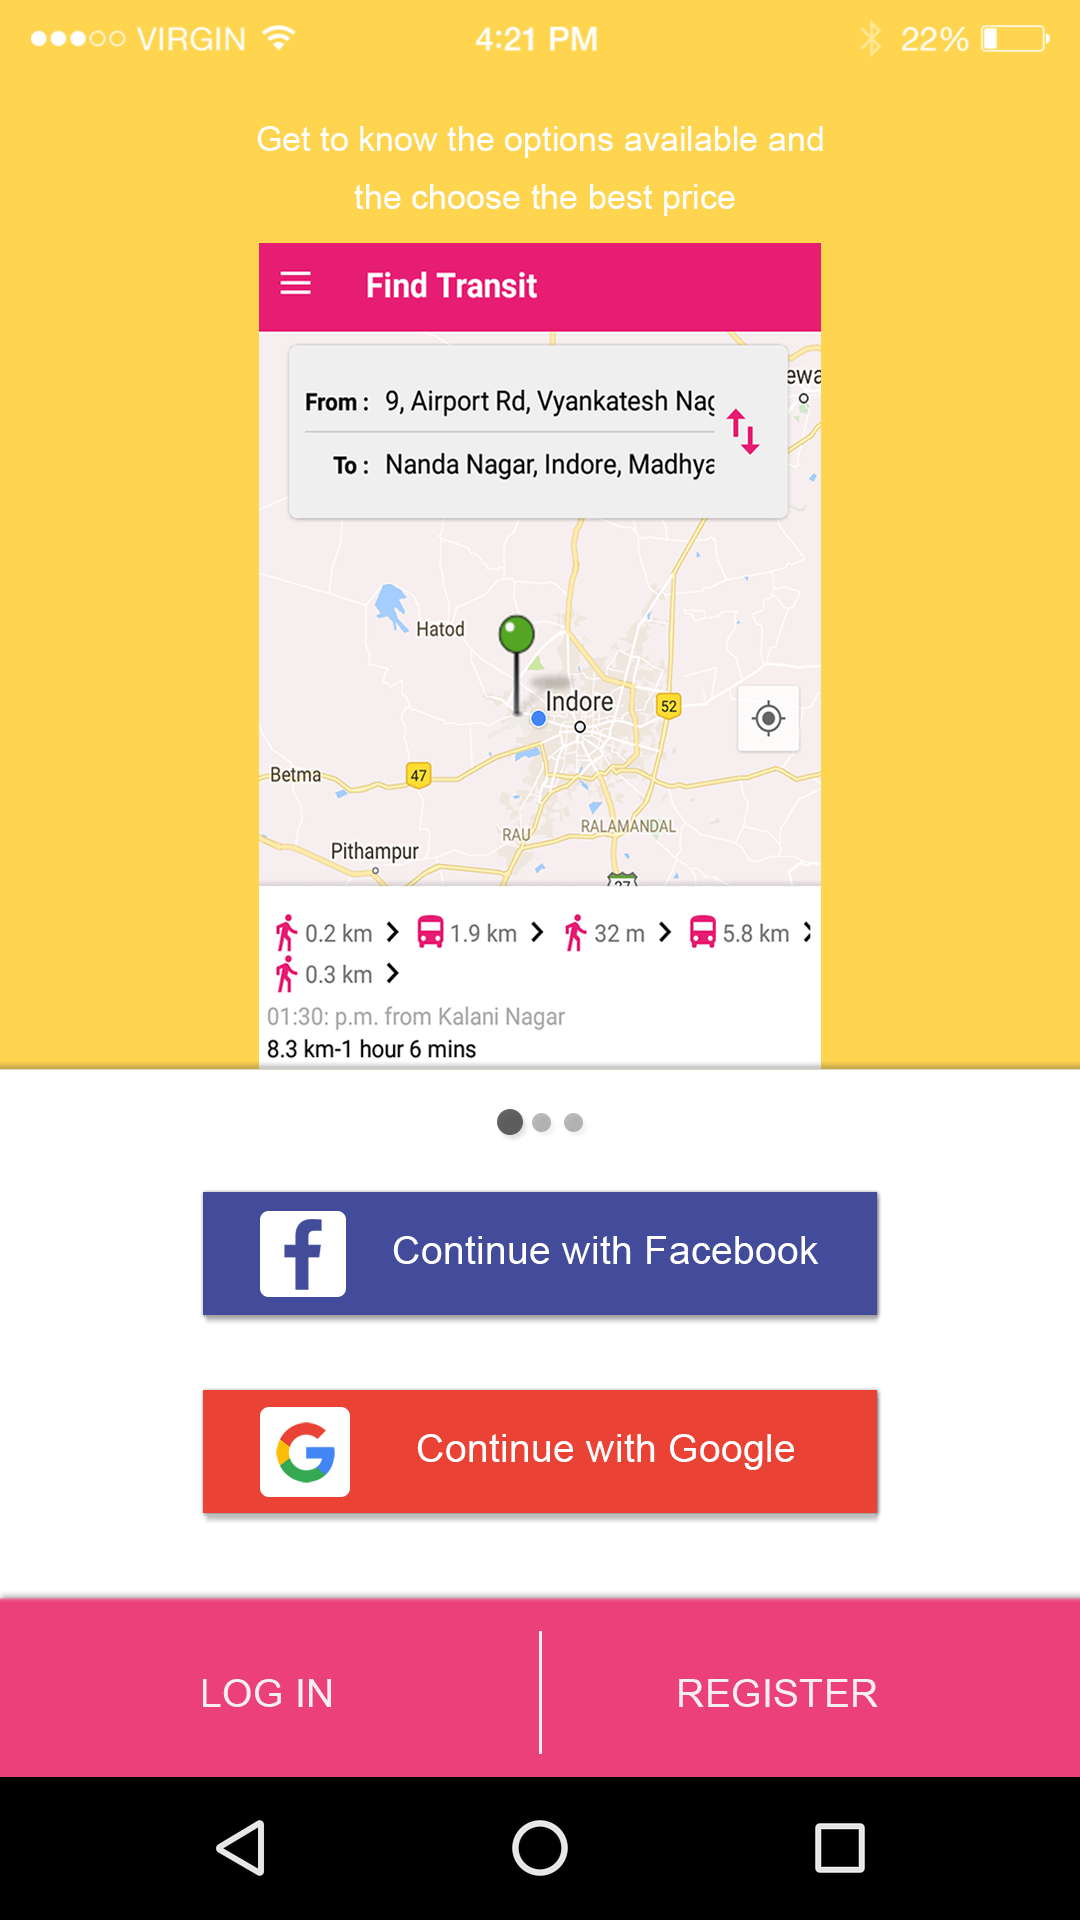 VIRGIN 4:21 PM 22%
Get to know the options available and
the choose the best price
Find Transit
From : 9, Airport Rd, Vyankatesh Nag
To : Nanda Nagar, Indore, Madhya
ewa
Hatod
Indore
52
Betma
47
RAU
RALAMANDAL
Pithampur
27
0.2 km 1.9 km 32 m 5.8 km
0.3 km
01:30: p.m. from Kalani Nagar
8.3 km-1 hour 6 mins
f Continue with Facebook
G Continue with Google
LOG IN REGISTER